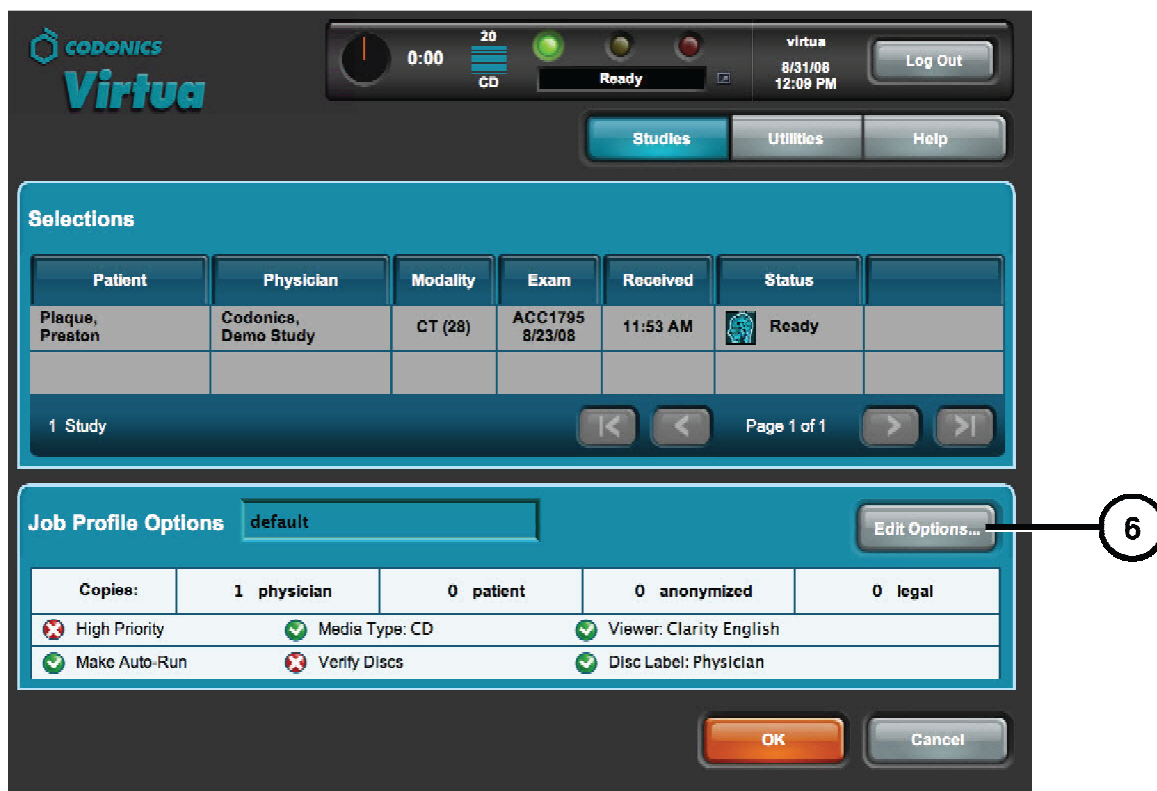 CODONICS
Virtua
0:00
20
CD
Ready
virtua
8/31/08
12:09 PM
Log Out
Studies Utilities Help
Selections
Patient Physician Modality Exam Received Status
Plaque,
Preston
Codonics,
Demo Study
CT (28)
ACC1795
8/23/08
11:53 AM
Ready
1 Study
Page 1 of 1
Job Profile Options default Edit Options...
6
Copies: 1 physician 0 patient 0 anonymized 0 legal
High Priority Media Type: CD Viewer: Clarity English
Make Auto-Run Verify Discs Disc Label: Physician
OK Cancel